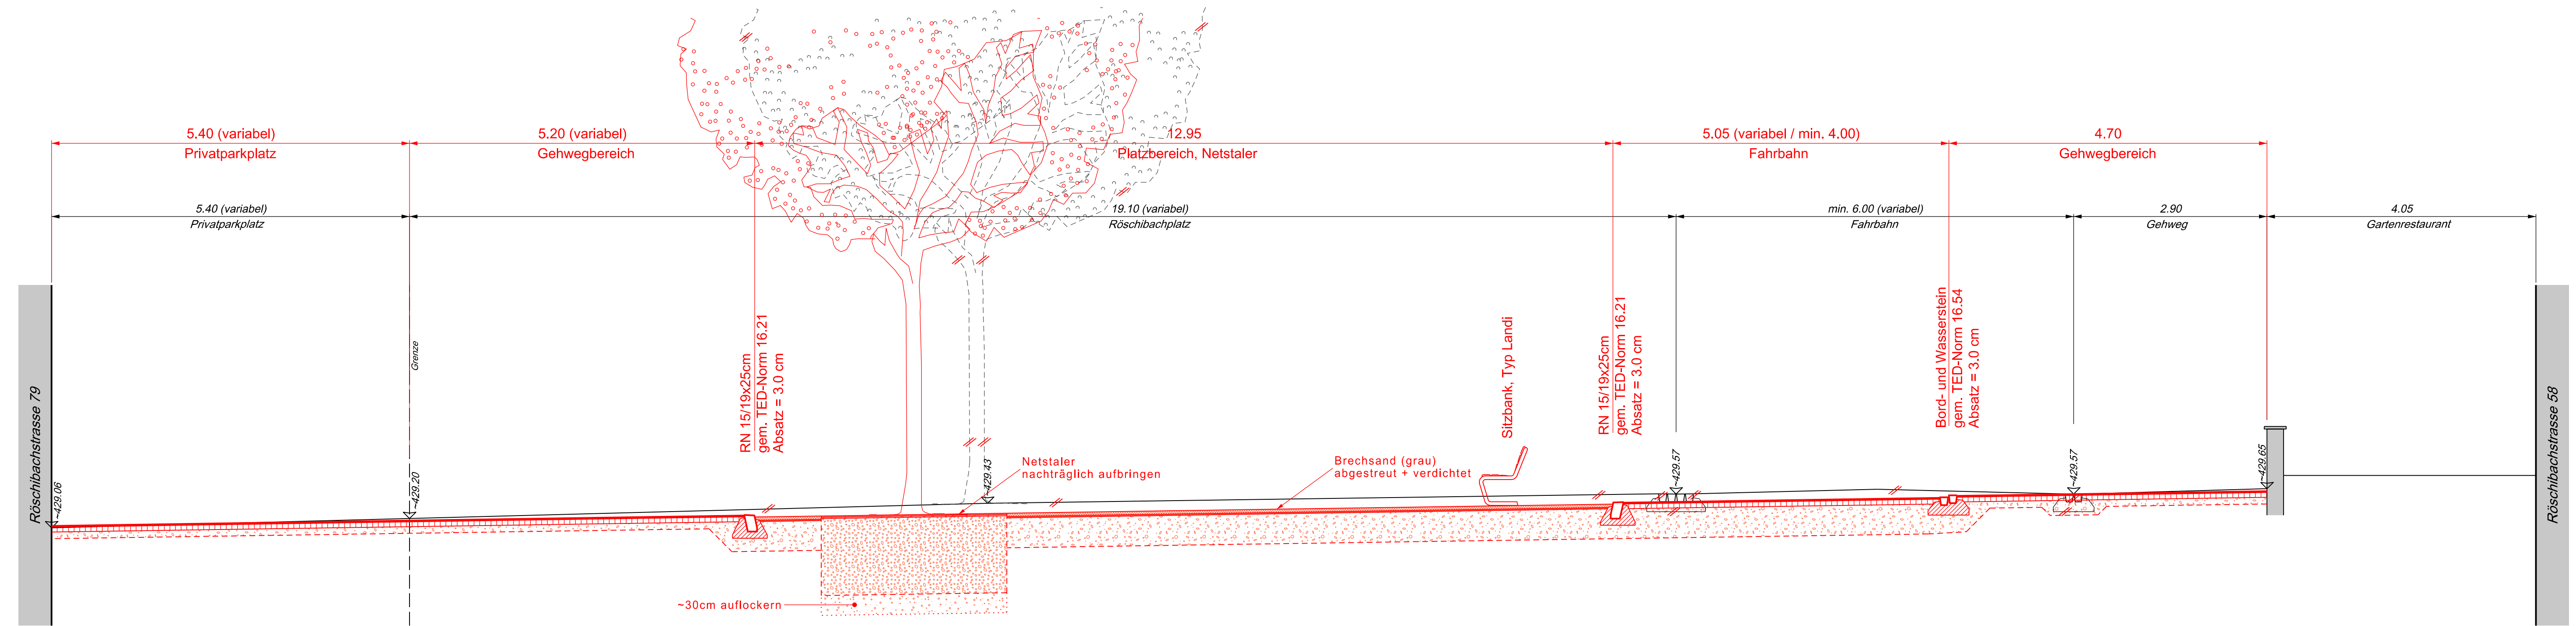 5.40 (variabel)
Privatparkplatz
5.20 (variabel)
Gehwegbereich
12.95
Platzbereich, Netstaler
5.05 (variabel / min. 4.00)
Fahrbahn
4.70
Gehwegbereich
5.40 (variabel)
Privatparkplatz
19.10 (variabel)
Röschibachplatz
min. 6.00 (variabel)
Fahrbahn
2.90
Gehweg
4.05
Gartenrestaurant
Röschibachstrasse 79
~429.06
Grenze
~429.20
RN 15/19x25cm
gem. TED-Norm 16.21
Absatz = 3.0 cm
~429.43
Netstaler
nachträglich aufbringen
Brechsand (grau)
abgestreut + verdichtet
Sitzbank, Typ Landi
RN 15/19x25cm
gem. TED-Norm 16.21
Absatz = 3.0 cm
~429.57
Bord- und Wasserstein
gem. TED-Norm 16.54
Absatz = 3.0 cm
~429.57
~429.65
Röschibachstrasse 58
~30cm auflockern